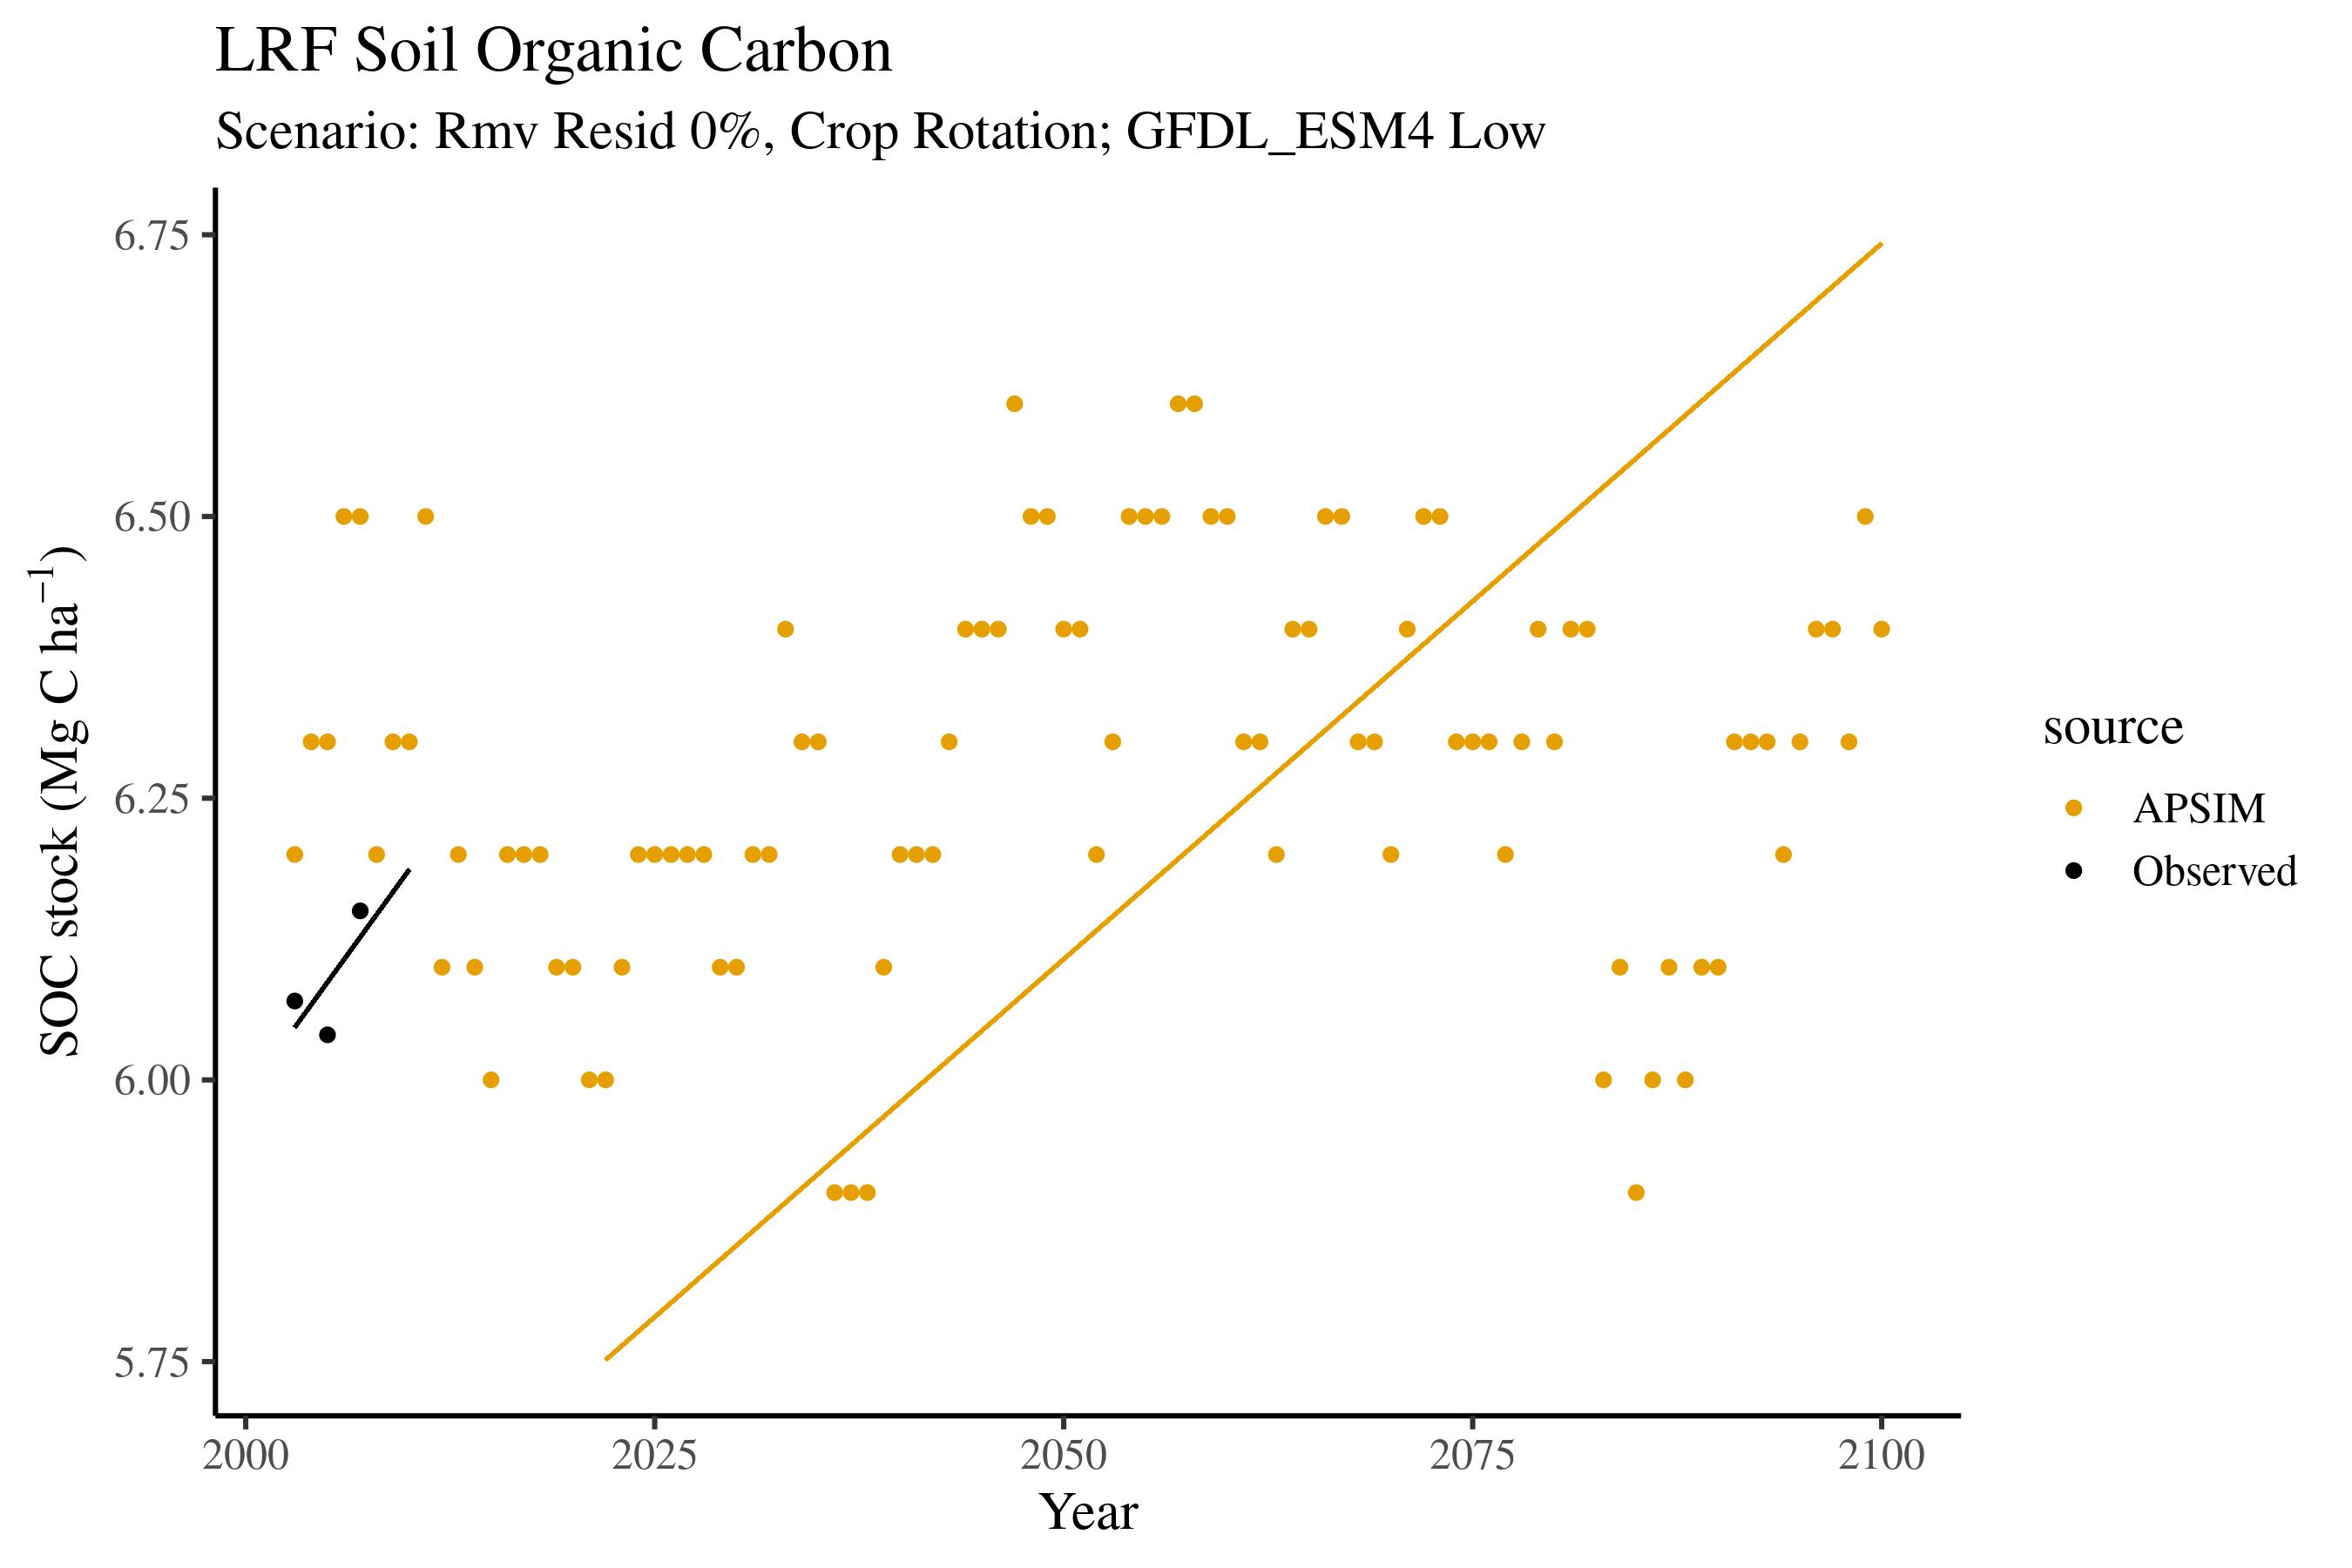 LRF Soil Organic Carbon
Scenario: Rmv Resid 0%, Crop Rotation; GFDL_ESM4 Low
SOC stock (Mg C ha⁻¹)
6.75
6.50
6.25
6.00
5.75
2000 2025 2050 2075 2100
Year
source
APSIM
Observed